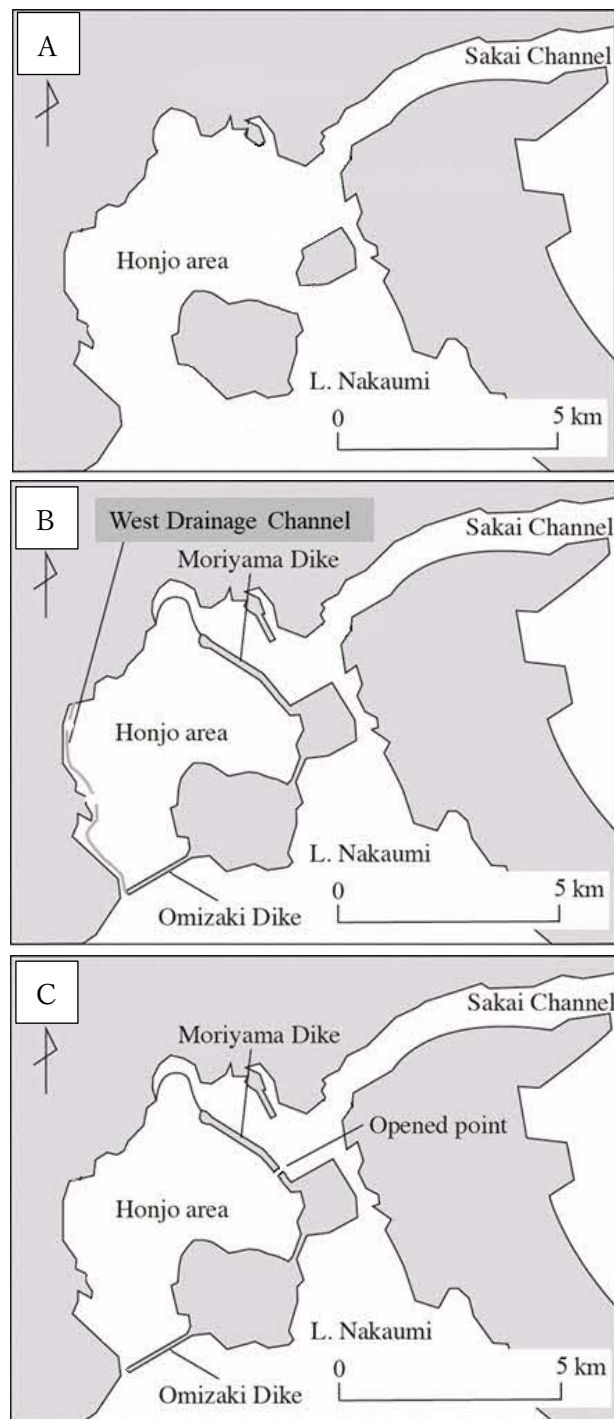 A
Sakai Channel
Honjo area
L. Nakaumi
0 5 km
B
West Drainage Channel
Sakai Channel
Moriyama Dike
Honjo area
L. Nakaumi
0 5 km
Omizaki Dike
C
Sakai Channel
Moriyama Dike
Opened point
Honjo area
L. Nakaumi
0 5 km
Omizaki Dike